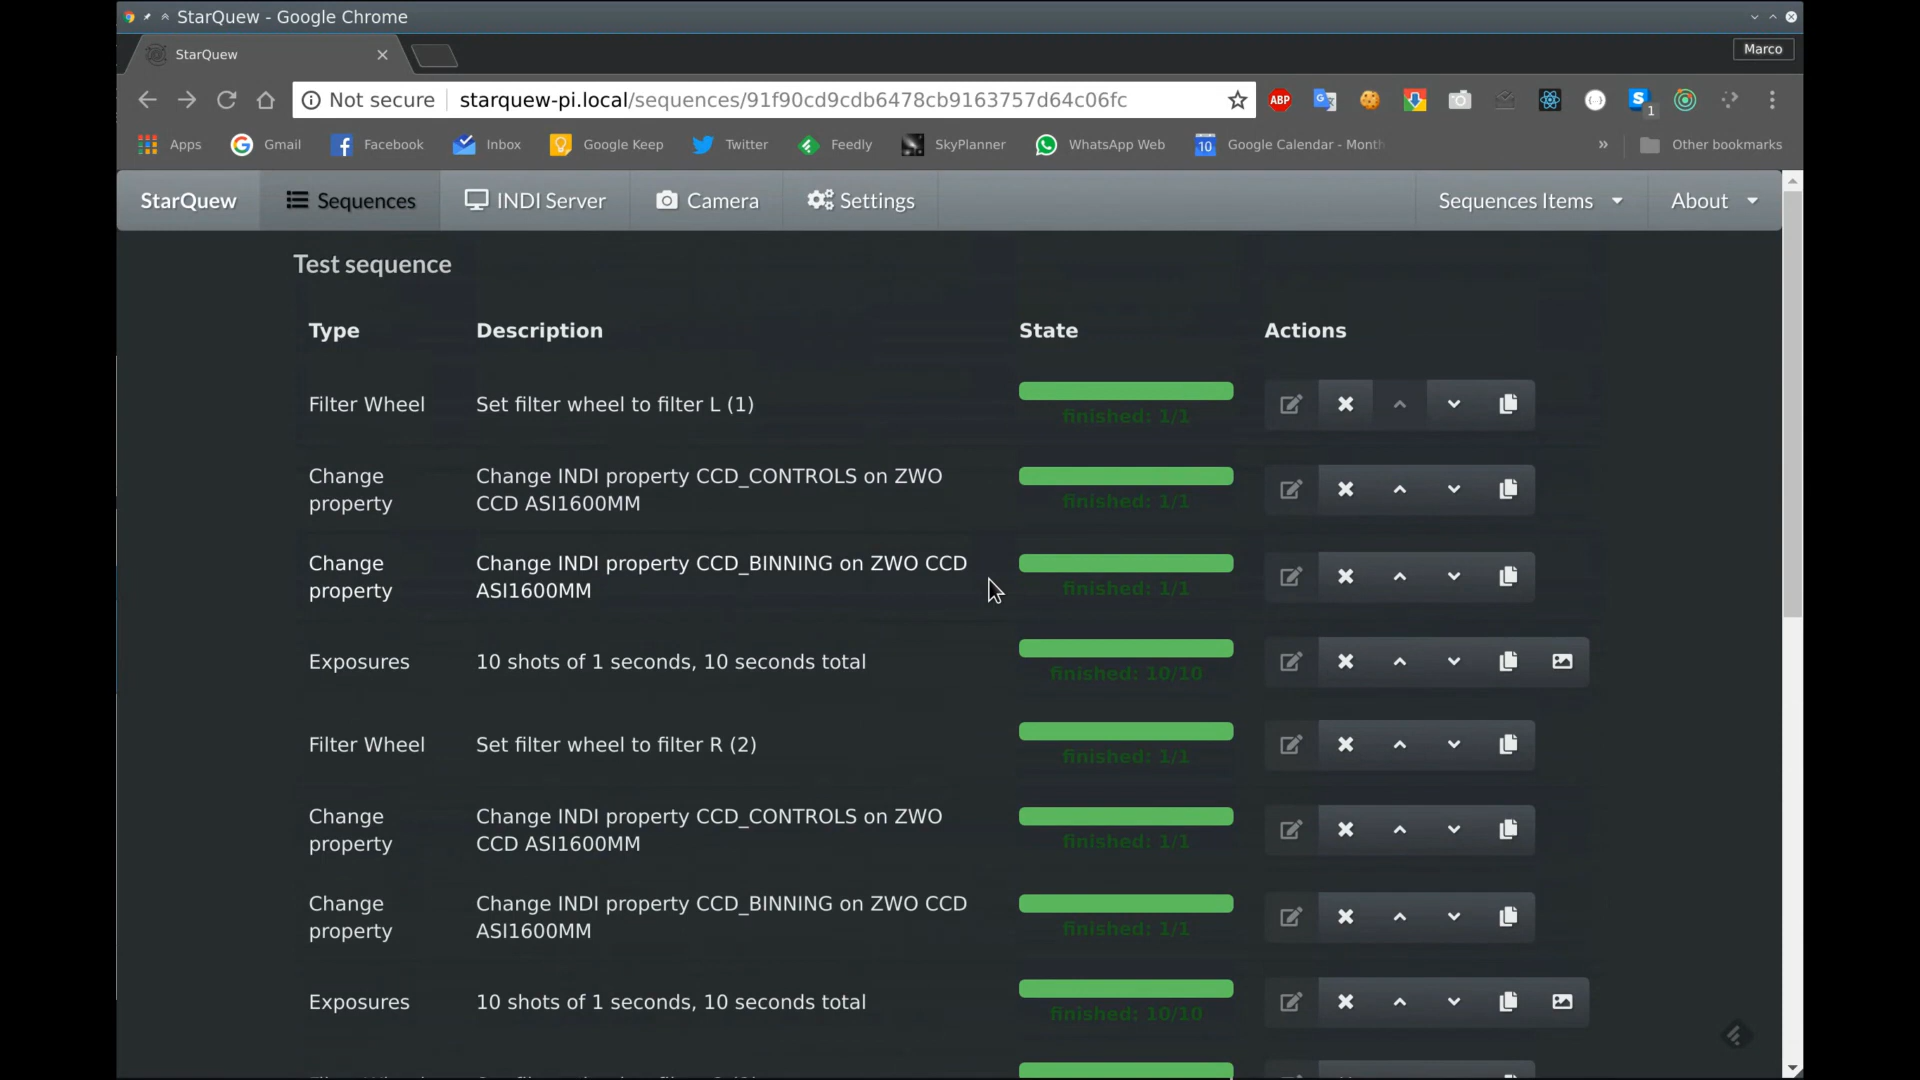 StarQuew - Google Chrome
StarQuew
Marco
Not secure starquew-pi.local/sequences/91f90cd9cdb6478cb9163757d64c06fc
ABP
1
Apps Gmail Facebook Inbox Google Keep Twitter Feedly SkyPlanner WhatsApp Web 10 Google Calendar - Month » Other bookmarks
StarQuew Sequences INDI Server Camera Settings Sequences Items About
Test sequence
Type Description State Actions
Filter Wheel Set filter wheel to filter L (1) finished: 1/1
Change Change INDI property CCD_CONTROLS on ZWO
property CCD ASI1600MM finished: 1/1
Change Change INDI property CCD_BINNING on ZWO CCD
property ASI1600MM finished: 1/1
Exposures 10 shots of 1 seconds, 10 seconds total finished: 10/10
Filter Wheel Set filter wheel to filter R (2) finished: 1/1
Change Change INDI property CCD_CONTROLS on ZWO
property CCD ASI1600MM finished: 1/1
Change Change INDI property CCD_BINNING on ZWO CCD
property ASI1600MM finished: 1/1
Exposures 10 shots of 1 seconds, 10 seconds total finished: 10/10